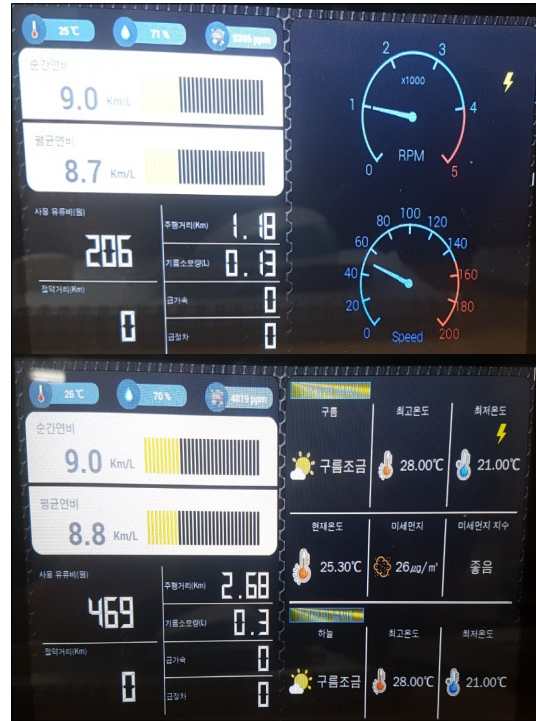 25 ℃
71 %
순간연비
9.0 Km/L
평균연비
8.7 Km/L
사용 유류비(원)
206
절약거리(Km)
0
주행거리(Km)
1.18
기름소모량(L)
0.13
급가속
0
급정차
0
0 1 2 3 4 5
x1000
RPM
0 20 40 60 80 100 120 140 160 180 200
Speed
26 ℃
70 %
4819 ppm
순간연비
9.0 Km/L
평균연비
8.8 Km/L
사용 유류비(원)
469
절약거리(Km)
0
주행거리(Km)
2.68
기름소모량(L)
0.3
급가속
0
급정차
0
구름 최고온도 최저온도
구름조금 28.00℃ 21.00℃
현재온도 미세먼지 미세먼지 지수
25.30℃ 26㎍/㎥ 좋음
하늘 최고온도 최저온도
구름조금 28.00℃ 21.00℃